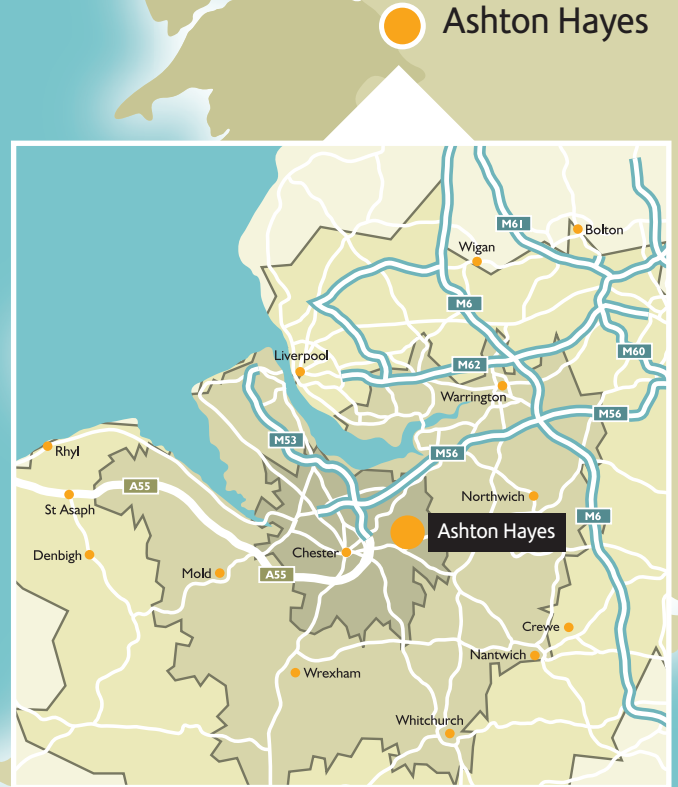 Ashton Hayes
M61
Bolton
Wigan
M6
Liverpool
M60
M62
Warrington
M56
M53
Rhyl
M56
A55
St Asaph
Northwich
M6
Ashton Hayes
Denbigh
Chester
Mold
A55
Crewe
Nantwich
Wrexham
Whitchurch